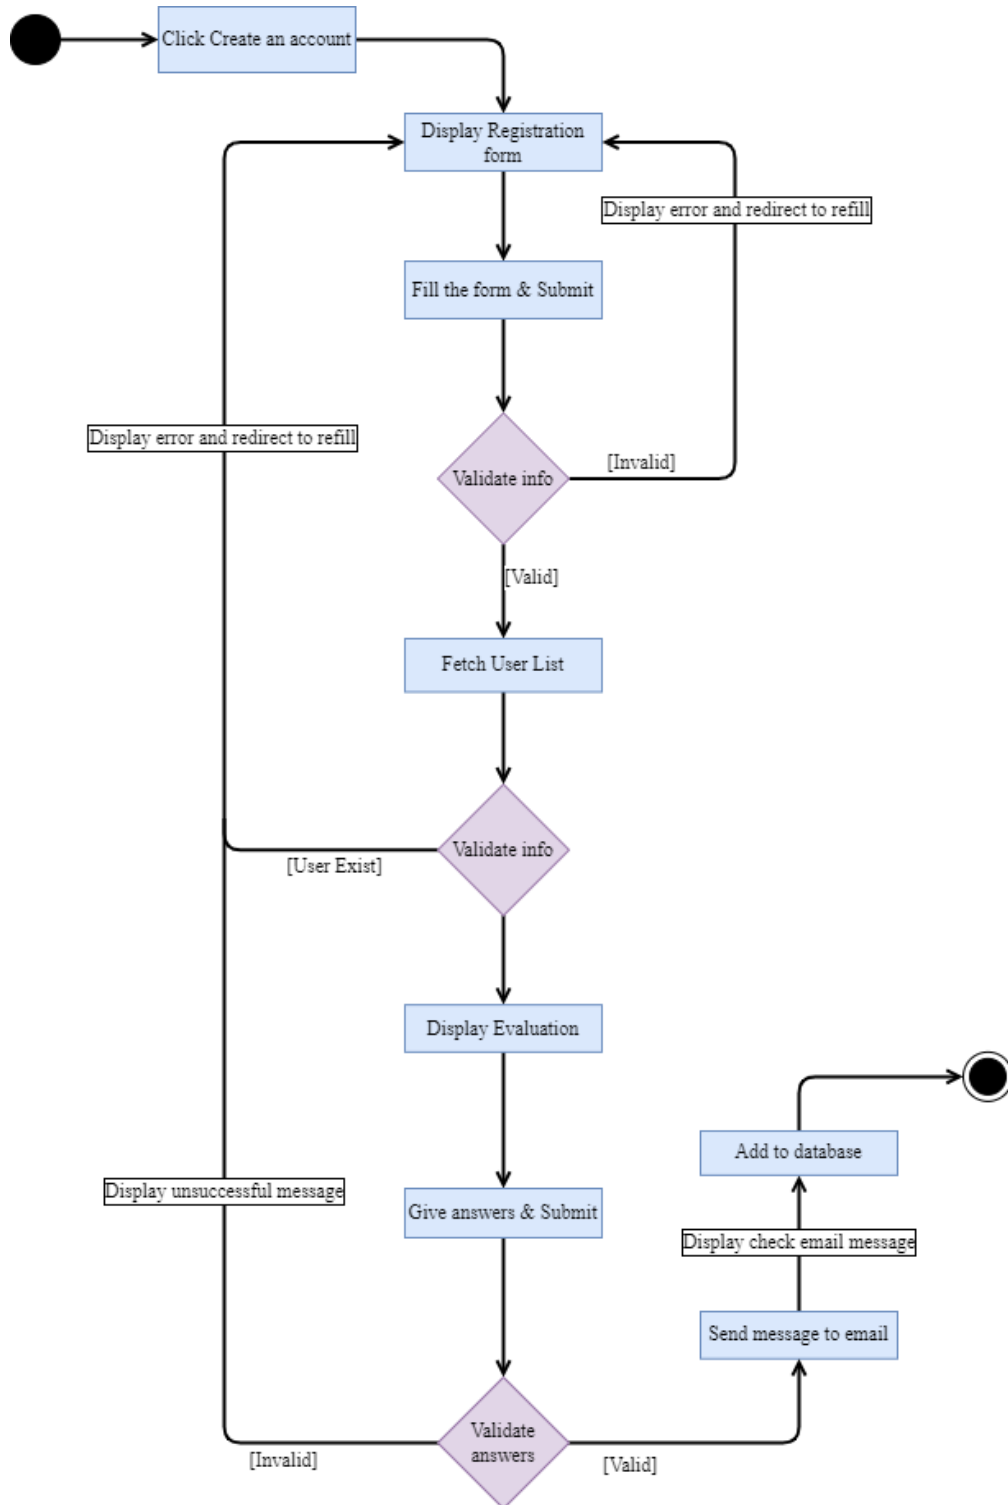 Click Create an account
Display Registration
form
Display error and redirect to refill
Fill the form & Submit
Display error and redirect to refill
[Invalid]
Validate info
[Valid]
Fetch User List
Validate info
[User Exist]
Display Evaluation
Add to database
Display unsuccessful message
Give answers & Submit
Display check email message
Send message to email
Validate
answers
[Invalid]
[Valid]